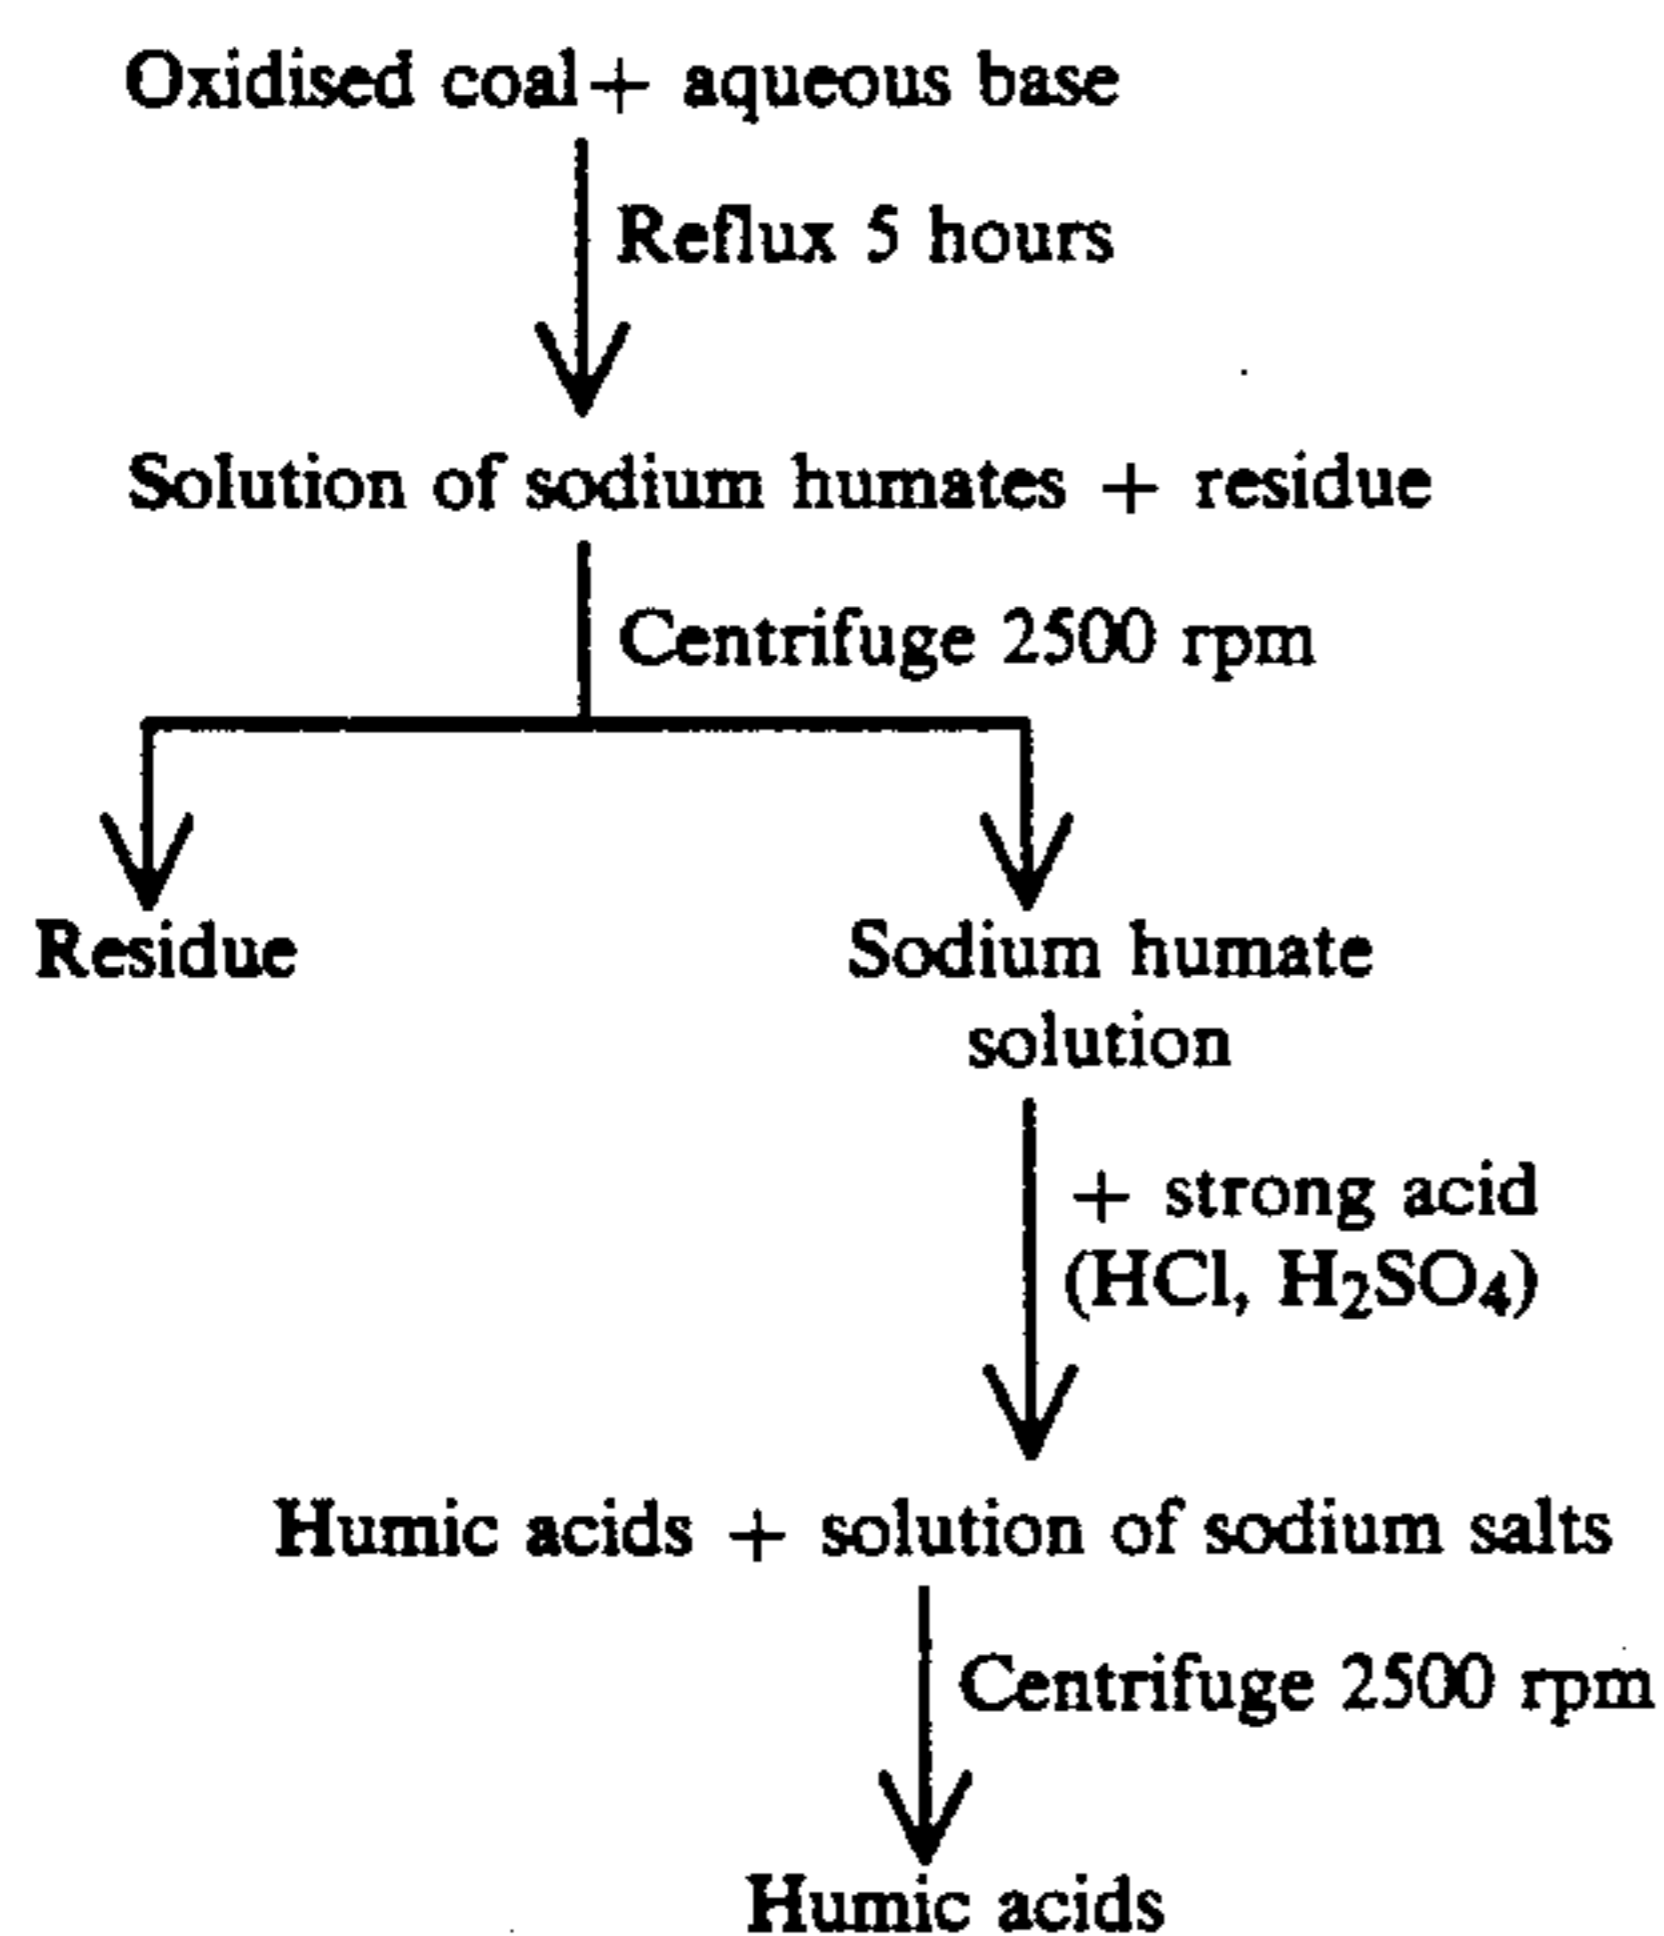 Oxidised coal + aqueous base
Reflux 5 hours
Solution of sodium humates + residue
Centrifuge 2500 rpm
Residue
Sodium humate
solution
+ strong acid
(HCl, H₂SO₄)
Humic acids + solution of sodium salts
Centrifuge 2500 rpm
Humic acids